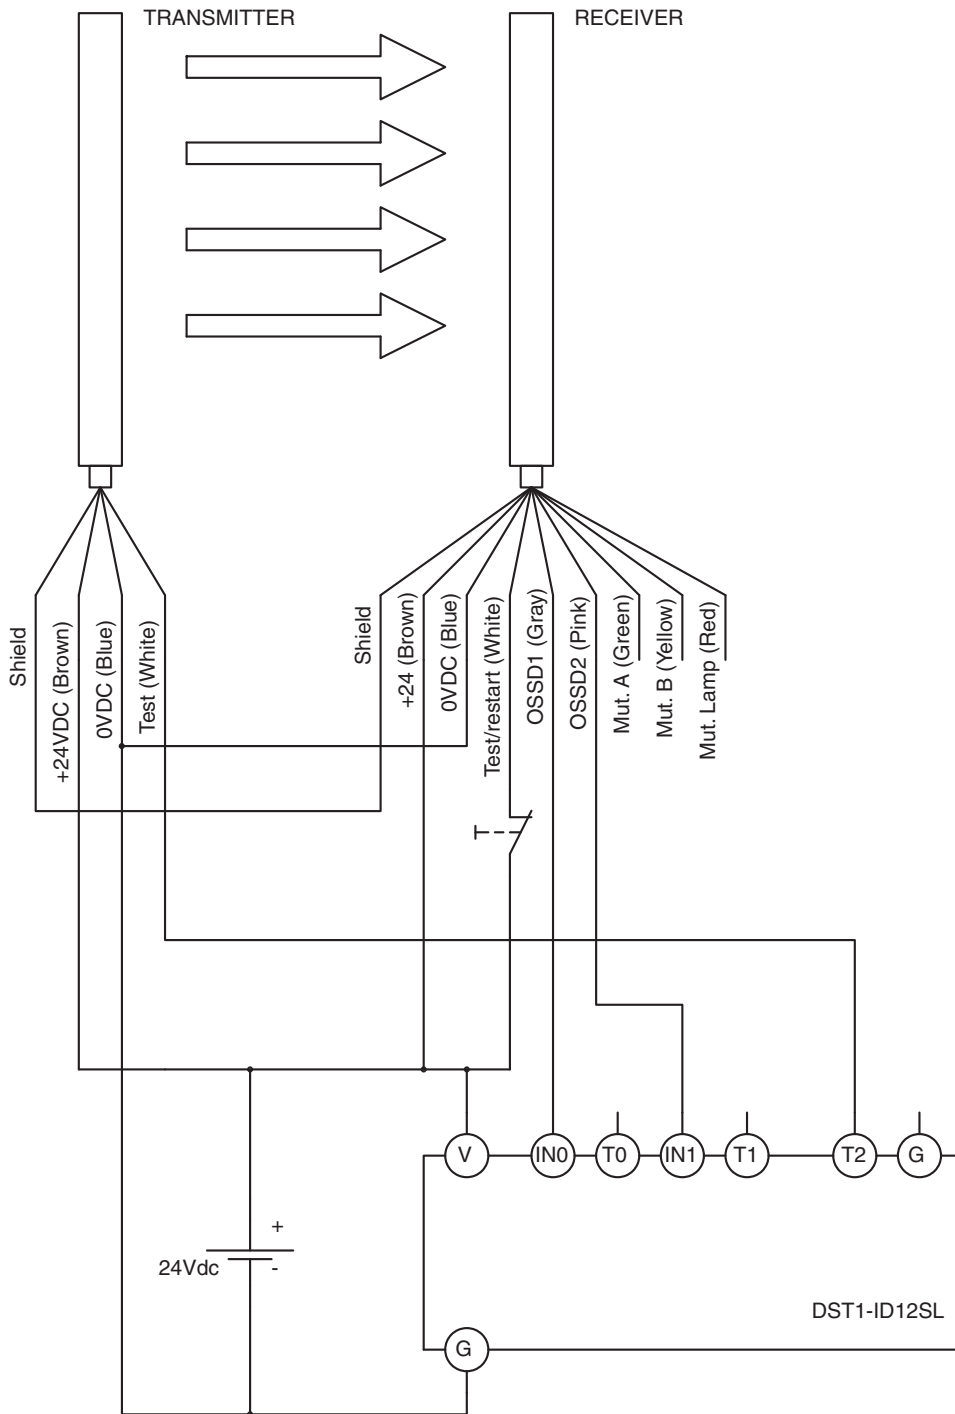 TRANSMITTER
RECEIVER
Shield
+24VDC (Brown)
0VDC (Blue)
Test (White)
Shield
+24 (Brown)
0VDC (Blue)
Test/restart (White)
OSSD1 (Gray)
OSSD2 (Pink)
Mut. A (Green)
Mut. B (Yellow)
Mut. Lamp (Red)
V
IN0
T0
IN1
T1
T2
G
+
24Vdc
-
DST1-ID12SL
G